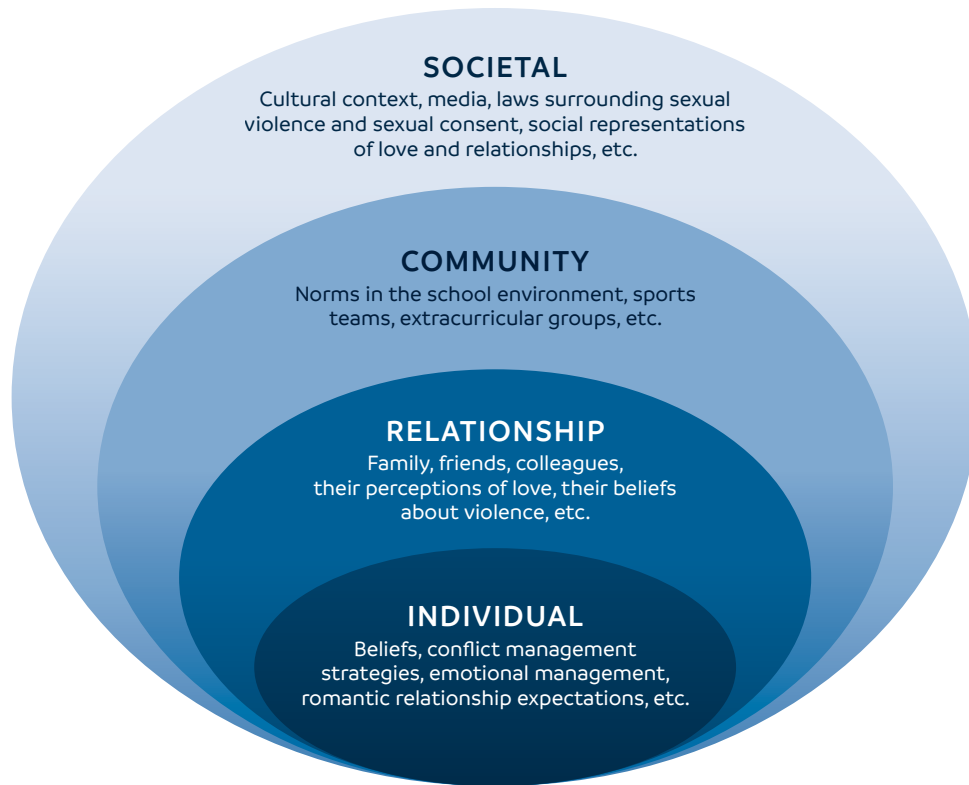 SOCIETAL
Cultural context, media, laws surrounding sexual
violence and sexual consent, social representations
of love and relationships, etc.
COMMUNITY
Norms in the school environment, sports
teams, extracurricular groups, etc.
RELATIONSHIP
Family, friends, colleagues,
their perceptions of love, their beliefs
about violence, etc.
INDIVIDUAL
Beliefs, conflict management
strategies, emotional management,
romantic relationship expectations, etc.